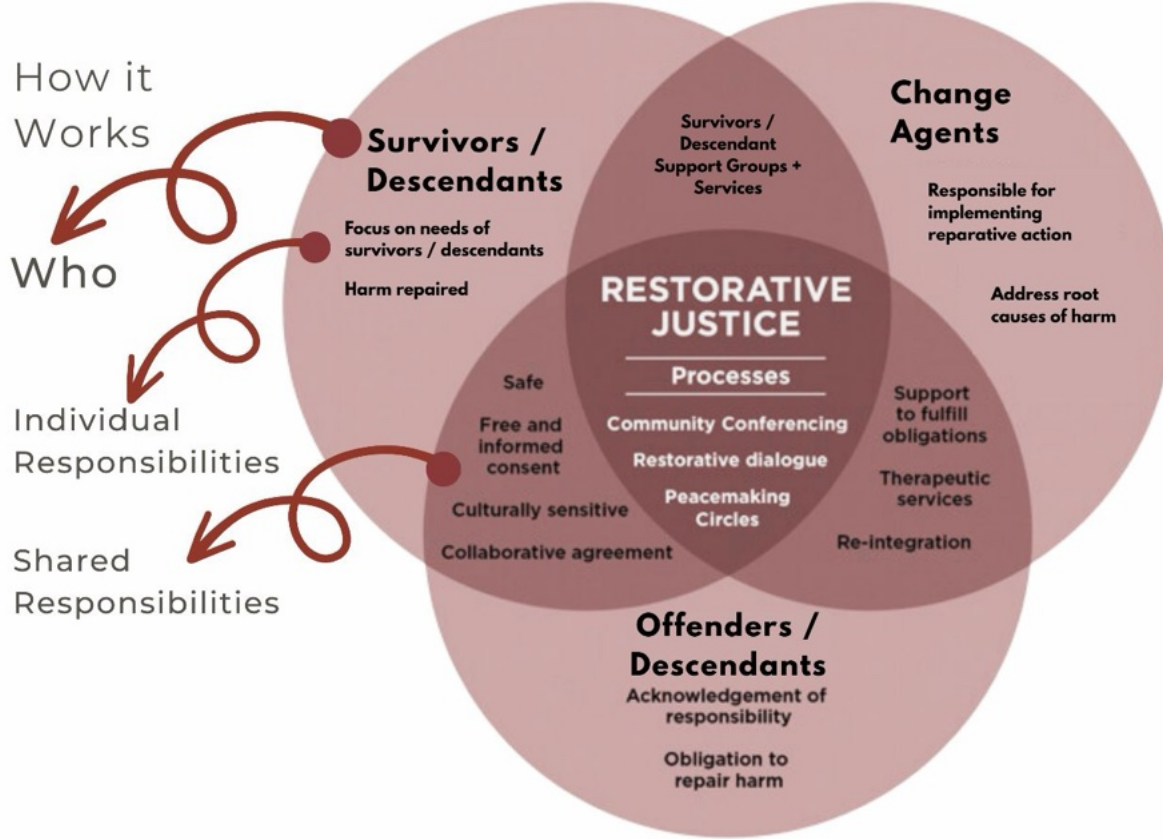 How it
Works
Who
Individual
Responsibilities
Shared
Responsibilities
Survivors /
Descendants
Focus on needs of
survivors / descendants
Harm repaired
Survivors /
Descendant
Support Groups +
Services
Change
Agents
Responsible for
implementing
reparative action
Address root
causes of harm
RESTORATIVE
JUSTICE
Processes
Community Conferencing
Restorative dialogue
Peacemaking
Circles
Safe
Free and
informed
consent
Culturally sensitive
Collaborative agreement
Support
to fulfill
obligations
Therapeutic
services
Re-integration
Offenders /
Descendants
Acknowledgement of
responsibility
Obligation to
repair harm